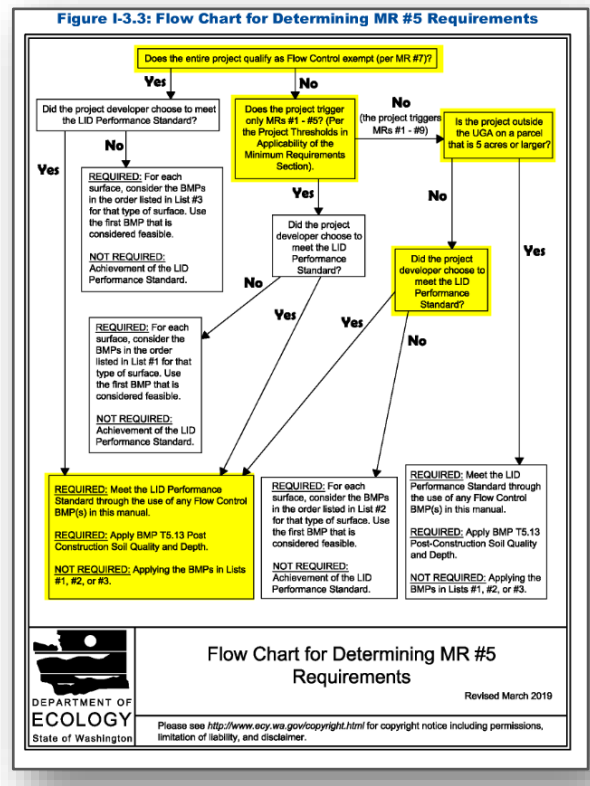 Figure I-3.3: Flow Chart for Determining MR #5 Requirements
Does the entire project qualify as Flow Control exempt (per MR #7)?
Yes
No
Did the project developer choose to meet
the LID Performance Standard?
Does the project trigger
only MRs #1 - #5? (Per
the Project Thresholds in
Applicability of the
Minimum Requirements
Section).
No
(the project triggers
MRs #1 - #9)
Is the project outside
the UGA on a parcel
that is 5 acres or larger?
No
Yes
REQUIRED: For each
surface, consider the BMPs
in the order listed in List #3
for that type of surface. Use
the first BMP that is
considered feasible.
NOT REQUIRED:
Achievement of the LID
Performance Standard.
Yes
No
Yes
Did the project
developer choose to
meet the LID
Performance
Standard?
Did the project
developer choose to
meet the LID
Performance
Standard?
No
Yes
Yes
No
REQUIRED: For each
surface, consider the
BMPs in the order
listed in List #1 for that
type of surface. Use
the first BMP that is
considered feasible.
NOT REQUIRED:
Achievement of the LID
Performance Standard.
REQUIRED: Meet the LID Performance
Standard through the use of any Flow Control
BMP(s) in this manual.
REQUIRED: Apply BMP T5.13 Post
Construction Soil Quality and Depth.
NOT REQUIRED: Applying the BMPs in Lists
#1, #2, or #3.
REQUIRED: For each
surface, consider the BMPs
in the order listed in List #2
for that type of surface. Use
the first BMP that is
considered feasible.
NOT REQUIRED:
Achievement of the LID
Performance Standard.
REQUIRED: Meet the LID
Performance Standard through
the use of any Flow Control
BMP(s) in this manual.
REQUIRED: Apply BMP T5.13
Post-Construction Soil Quality
and Depth.
NOT REQUIRED: Applying the
BMPs in Lists #1, #2, or #3.
DEPARTMENT OF
ECOLOGY
State of Washington
Flow Chart for Determining MR #5
Requirements
Revised March 2019
Please see http://www.ecy.wa.gov/copyright.html for copyright notice including permissions,
limitation of liability, and disclaimer.